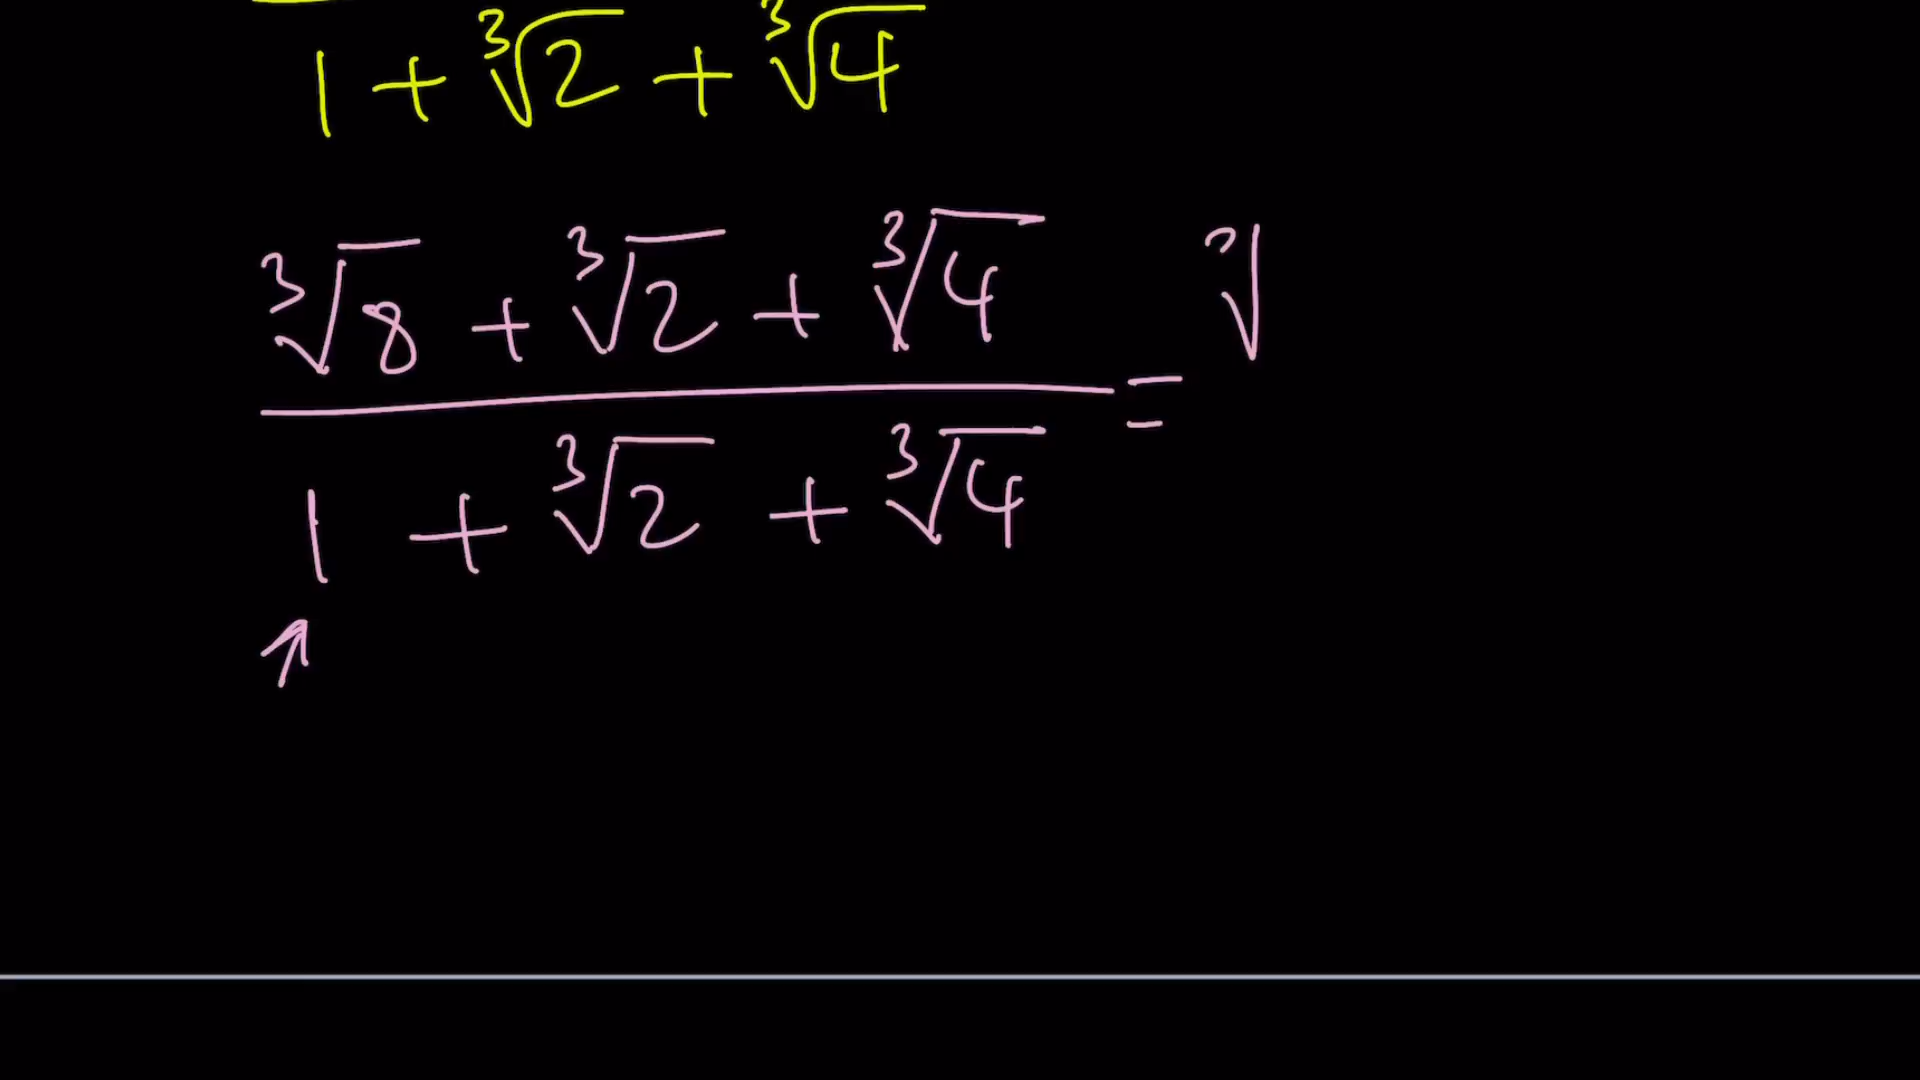 1 + ∛2 + ∛4
∛8 + ∛2 + ∛4
= ∛
1 + ∛2 + ∛4
↑